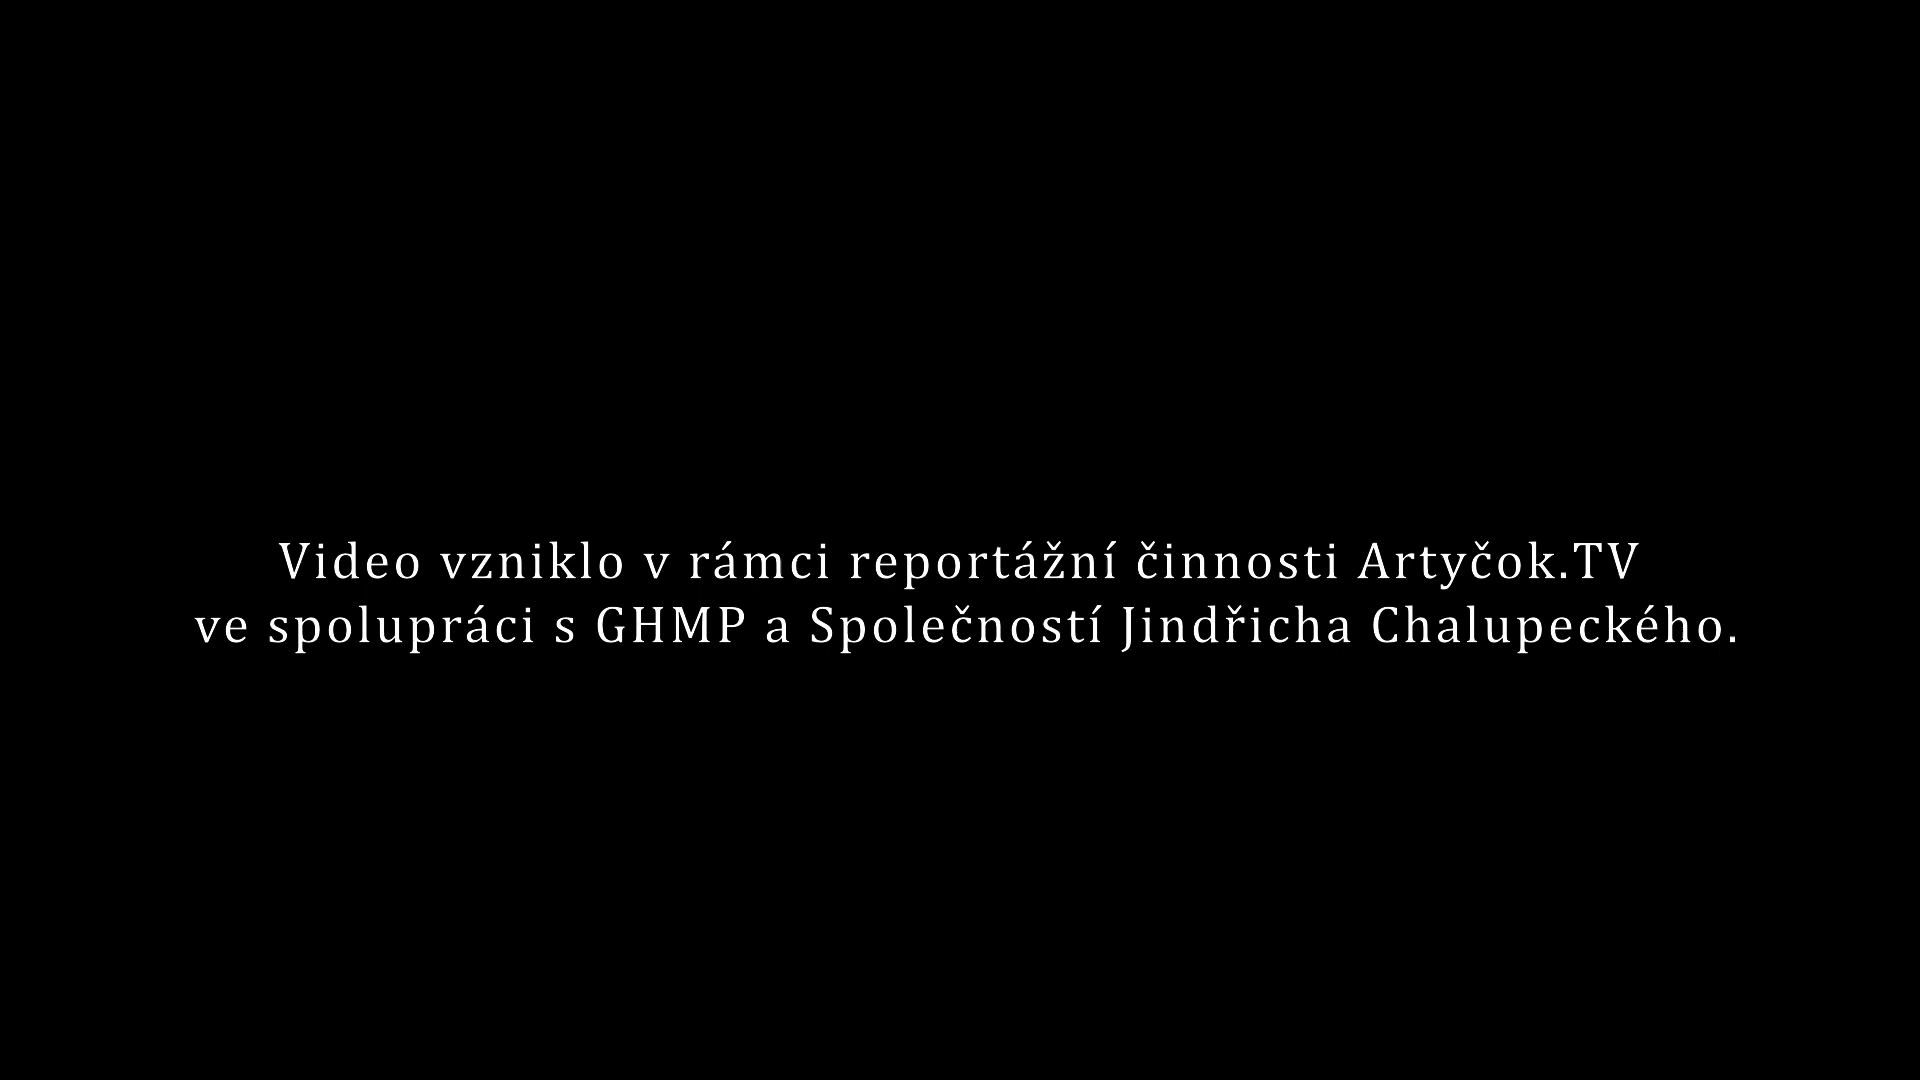 Video vzniklo v rámci reportážní činnosti Artyčok.TV
ve spolupráci s GHMP a Společností Jindřicha Chalupeckého.